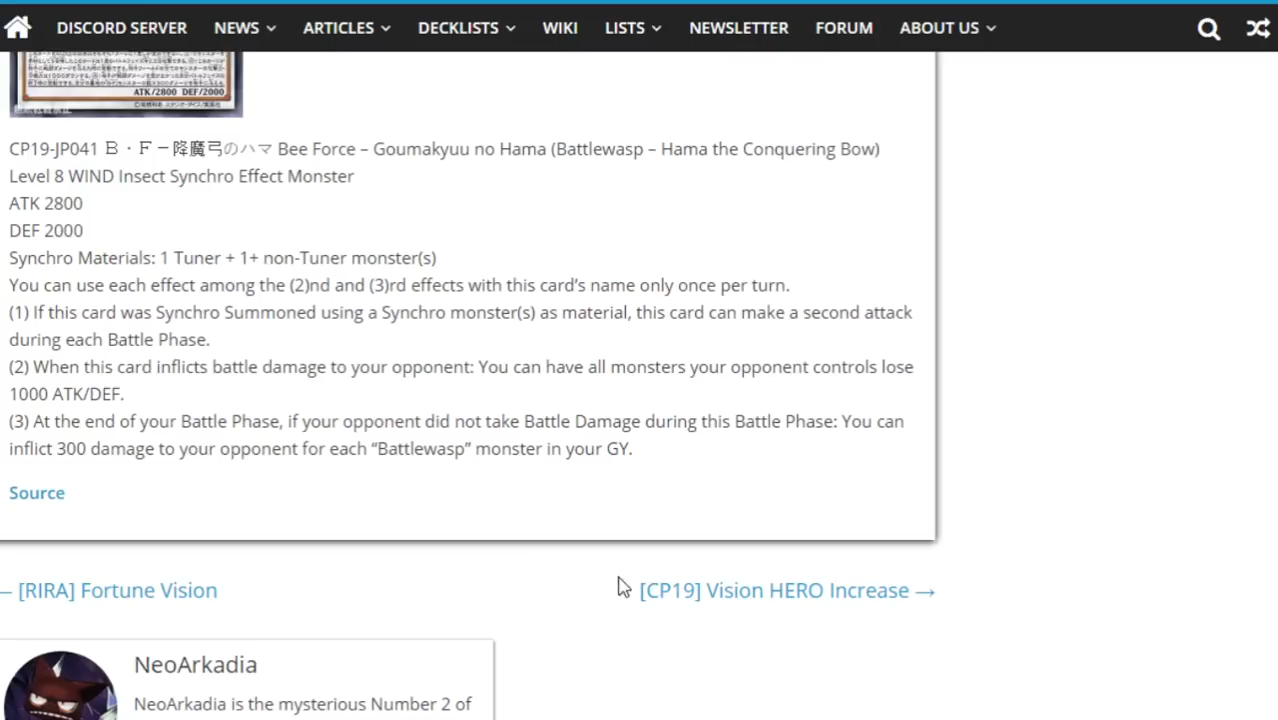 DISCORD SERVER NEWS ARTICLES DECKLISTS WIKI LISTS NEWSLETTER FORUM ABOUT US
ATK/2800 DEF/2000
CP19-JP041 Ｂ・Ｆ－降魔弓のハマ Bee Force – Goumakyuu no Hama (Battlewasp – Hama the Conquering Bow)
Level 8 WIND Insect Synchro Effect Monster
ATK 2800
DEF 2000
Synchro Materials: 1 Tuner + 1+ non-Tuner monster(s)
You can use each effect among the (2)nd and (3)rd effects with this card’s name only once per turn.
(1) If this card was Synchro Summoned using a Synchro monster(s) as material, this card can make a second attack
during each Battle Phase.
(2) When this card inflicts battle damage to your opponent: You can have all monsters your opponent controls lose
1000 ATK/DEF.
(3) At the end of your Battle Phase, if your opponent did not take Battle Damage during this Battle Phase: You can
inflict 300 damage to your opponent for each “Battlewasp” monster in your GY.
Source
← [RIRA] Fortune Vision
[CP19] Vision HERO Increase →
NeoArkadia
NeoArkadia is the mysterious Number 2 of